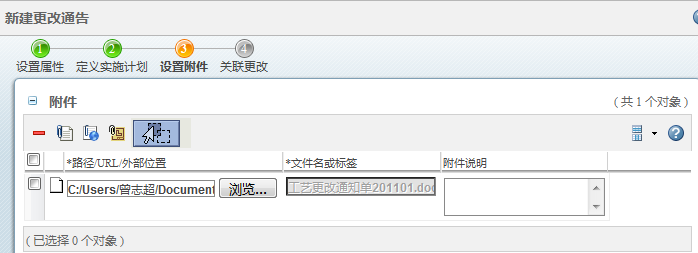 新建更改通告
1 2 3 4
设置属性 定义实施计划 设置附件 关联更改
附件 (共 1 个对象)
*路径/URL/外部位置 *文件名或标签 附件说明
C:/Users/曾志超/Document 浏览... 工艺更改通知单201101.doc
(已选择 0 个对象)